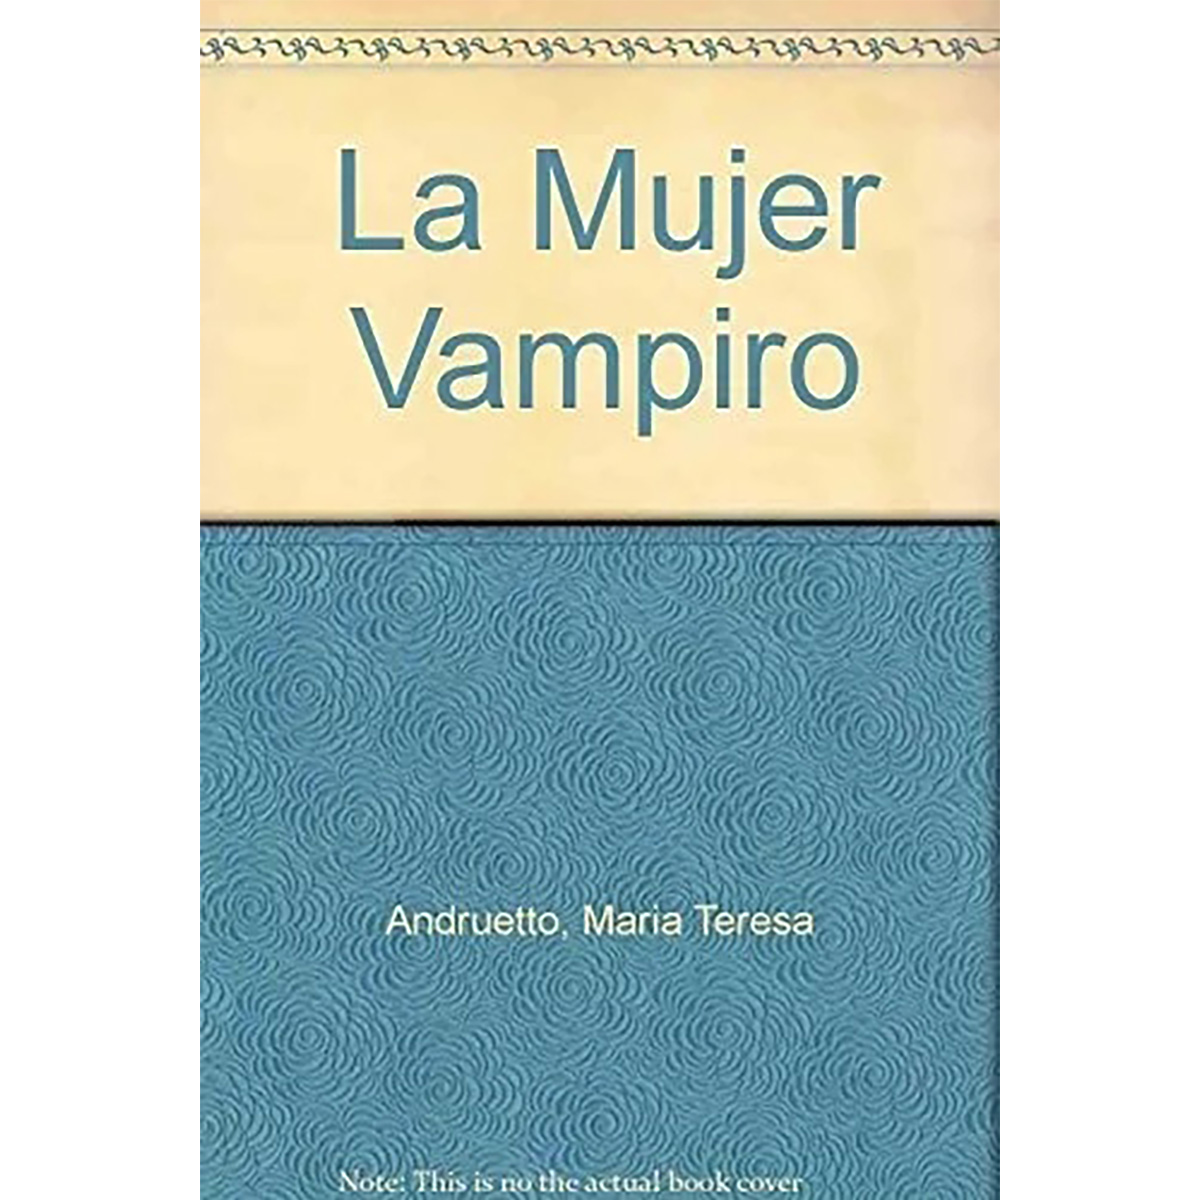 La Mujer
Vampiro
Andruetto, Maria Teresa
Note: This is no the actual book cover